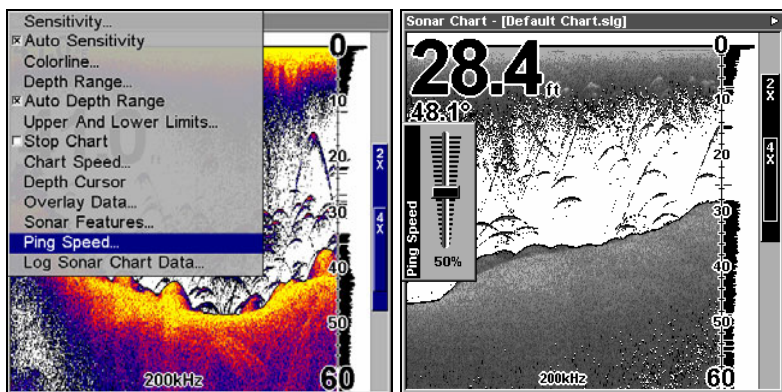 Sensitivity...
Auto Sensitivity
Colorline...
Depth Range...
Auto Depth Range
Upper And Lower Limits...
Stop Chart
Chart Speed...
Depth Cursor
Overlay Data...
Sonar Features...
Ping Speed...
Log Sonar Chart Data...
0
10
20
30
40
50
60
2X
4X
200kHz
Sonar Chart - [Default Chart.slg]
28.4 ft
48.1°
Ping Speed
50%
0
10
20
30
40
50
60
2X
4X
200kHz